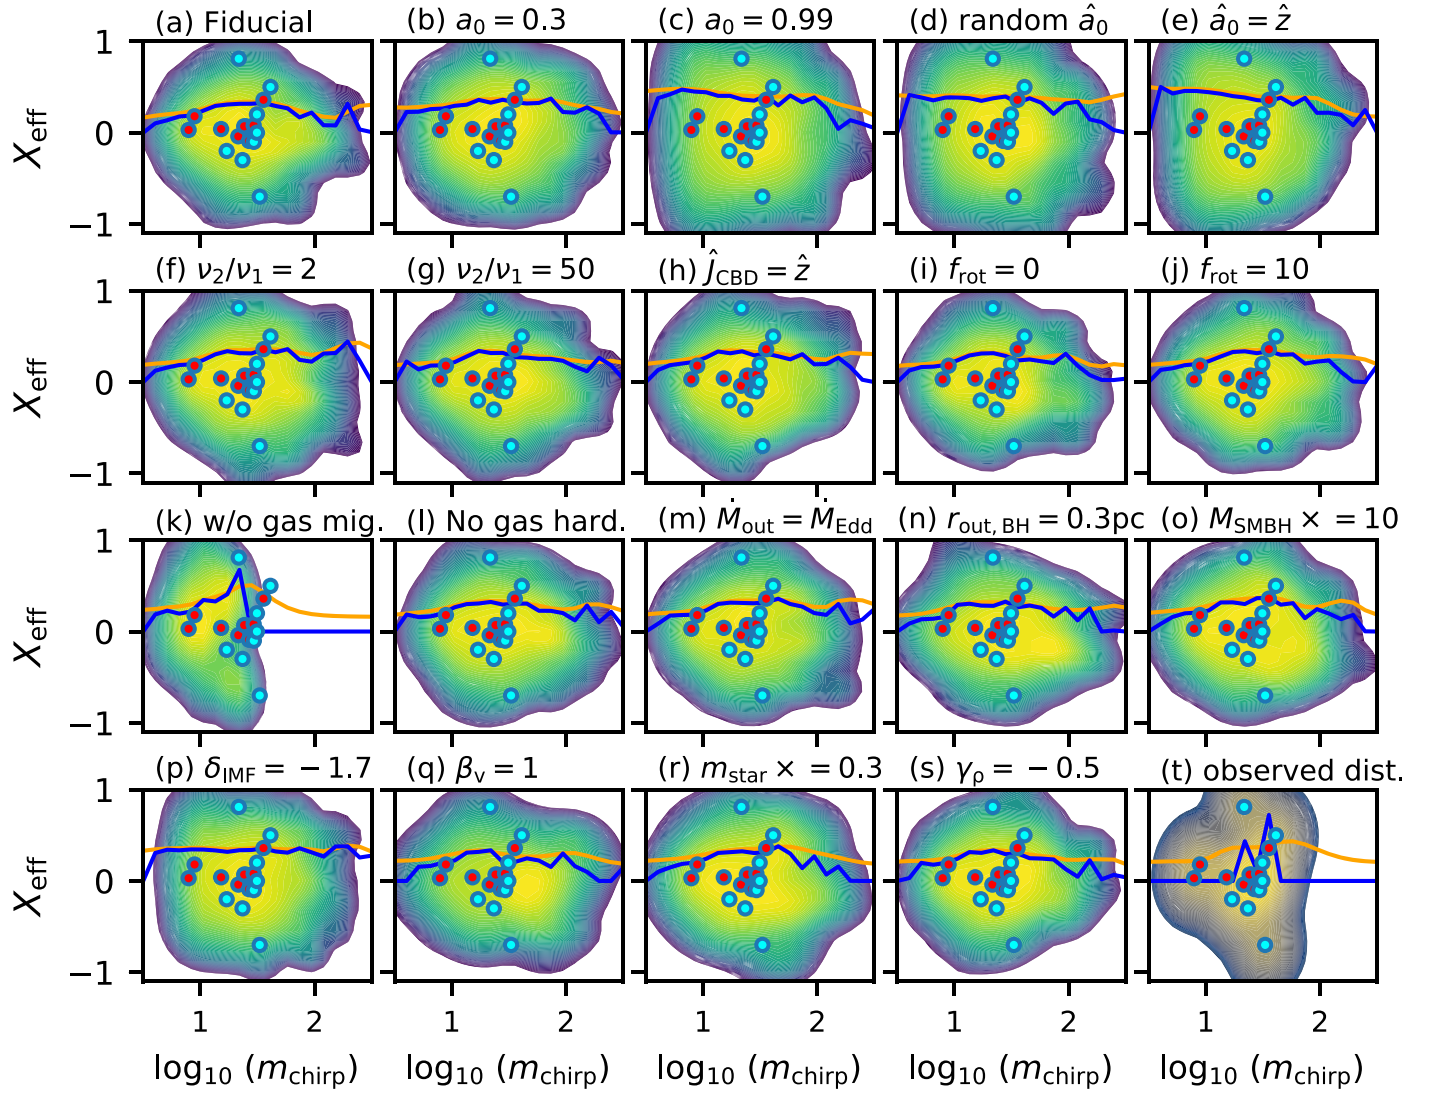 (a) Fiducial
(b) a₀ = 0.3
(c) a₀ = 0.99
(d) random â₀
(e) â₀ = ẑ
1
0
−1
X_eff
(f) ν₂/ν₁ = 2
(g) ν₂/ν₁ = 50
(h) Ĵ_CBD = ẑ
(i) f_rot = 0
(j) f_rot = 10
1
0
−1
X_eff
(k) w/o gas mig.
(l) No gas hard.
(m) Ṁ_out = Ṁ_Edd
(n) r_out, BH = 0.3pc
(o) M_SMBH × = 10
1
0
−1
X_eff
(p) δ_IMF = −1.7
(q) β_v = 1
(r) m_star × = 0.3
(s) γ_ρ = −0.5
(t) observed dist.
1
0
−1
X_eff
1 2
1 2
1 2
1 2
1 2
log₁₀ (m_chirp)
log₁₀ (m_chirp)
log₁₀ (m_chirp)
log₁₀ (m_chirp)
log₁₀ (m_chirp)